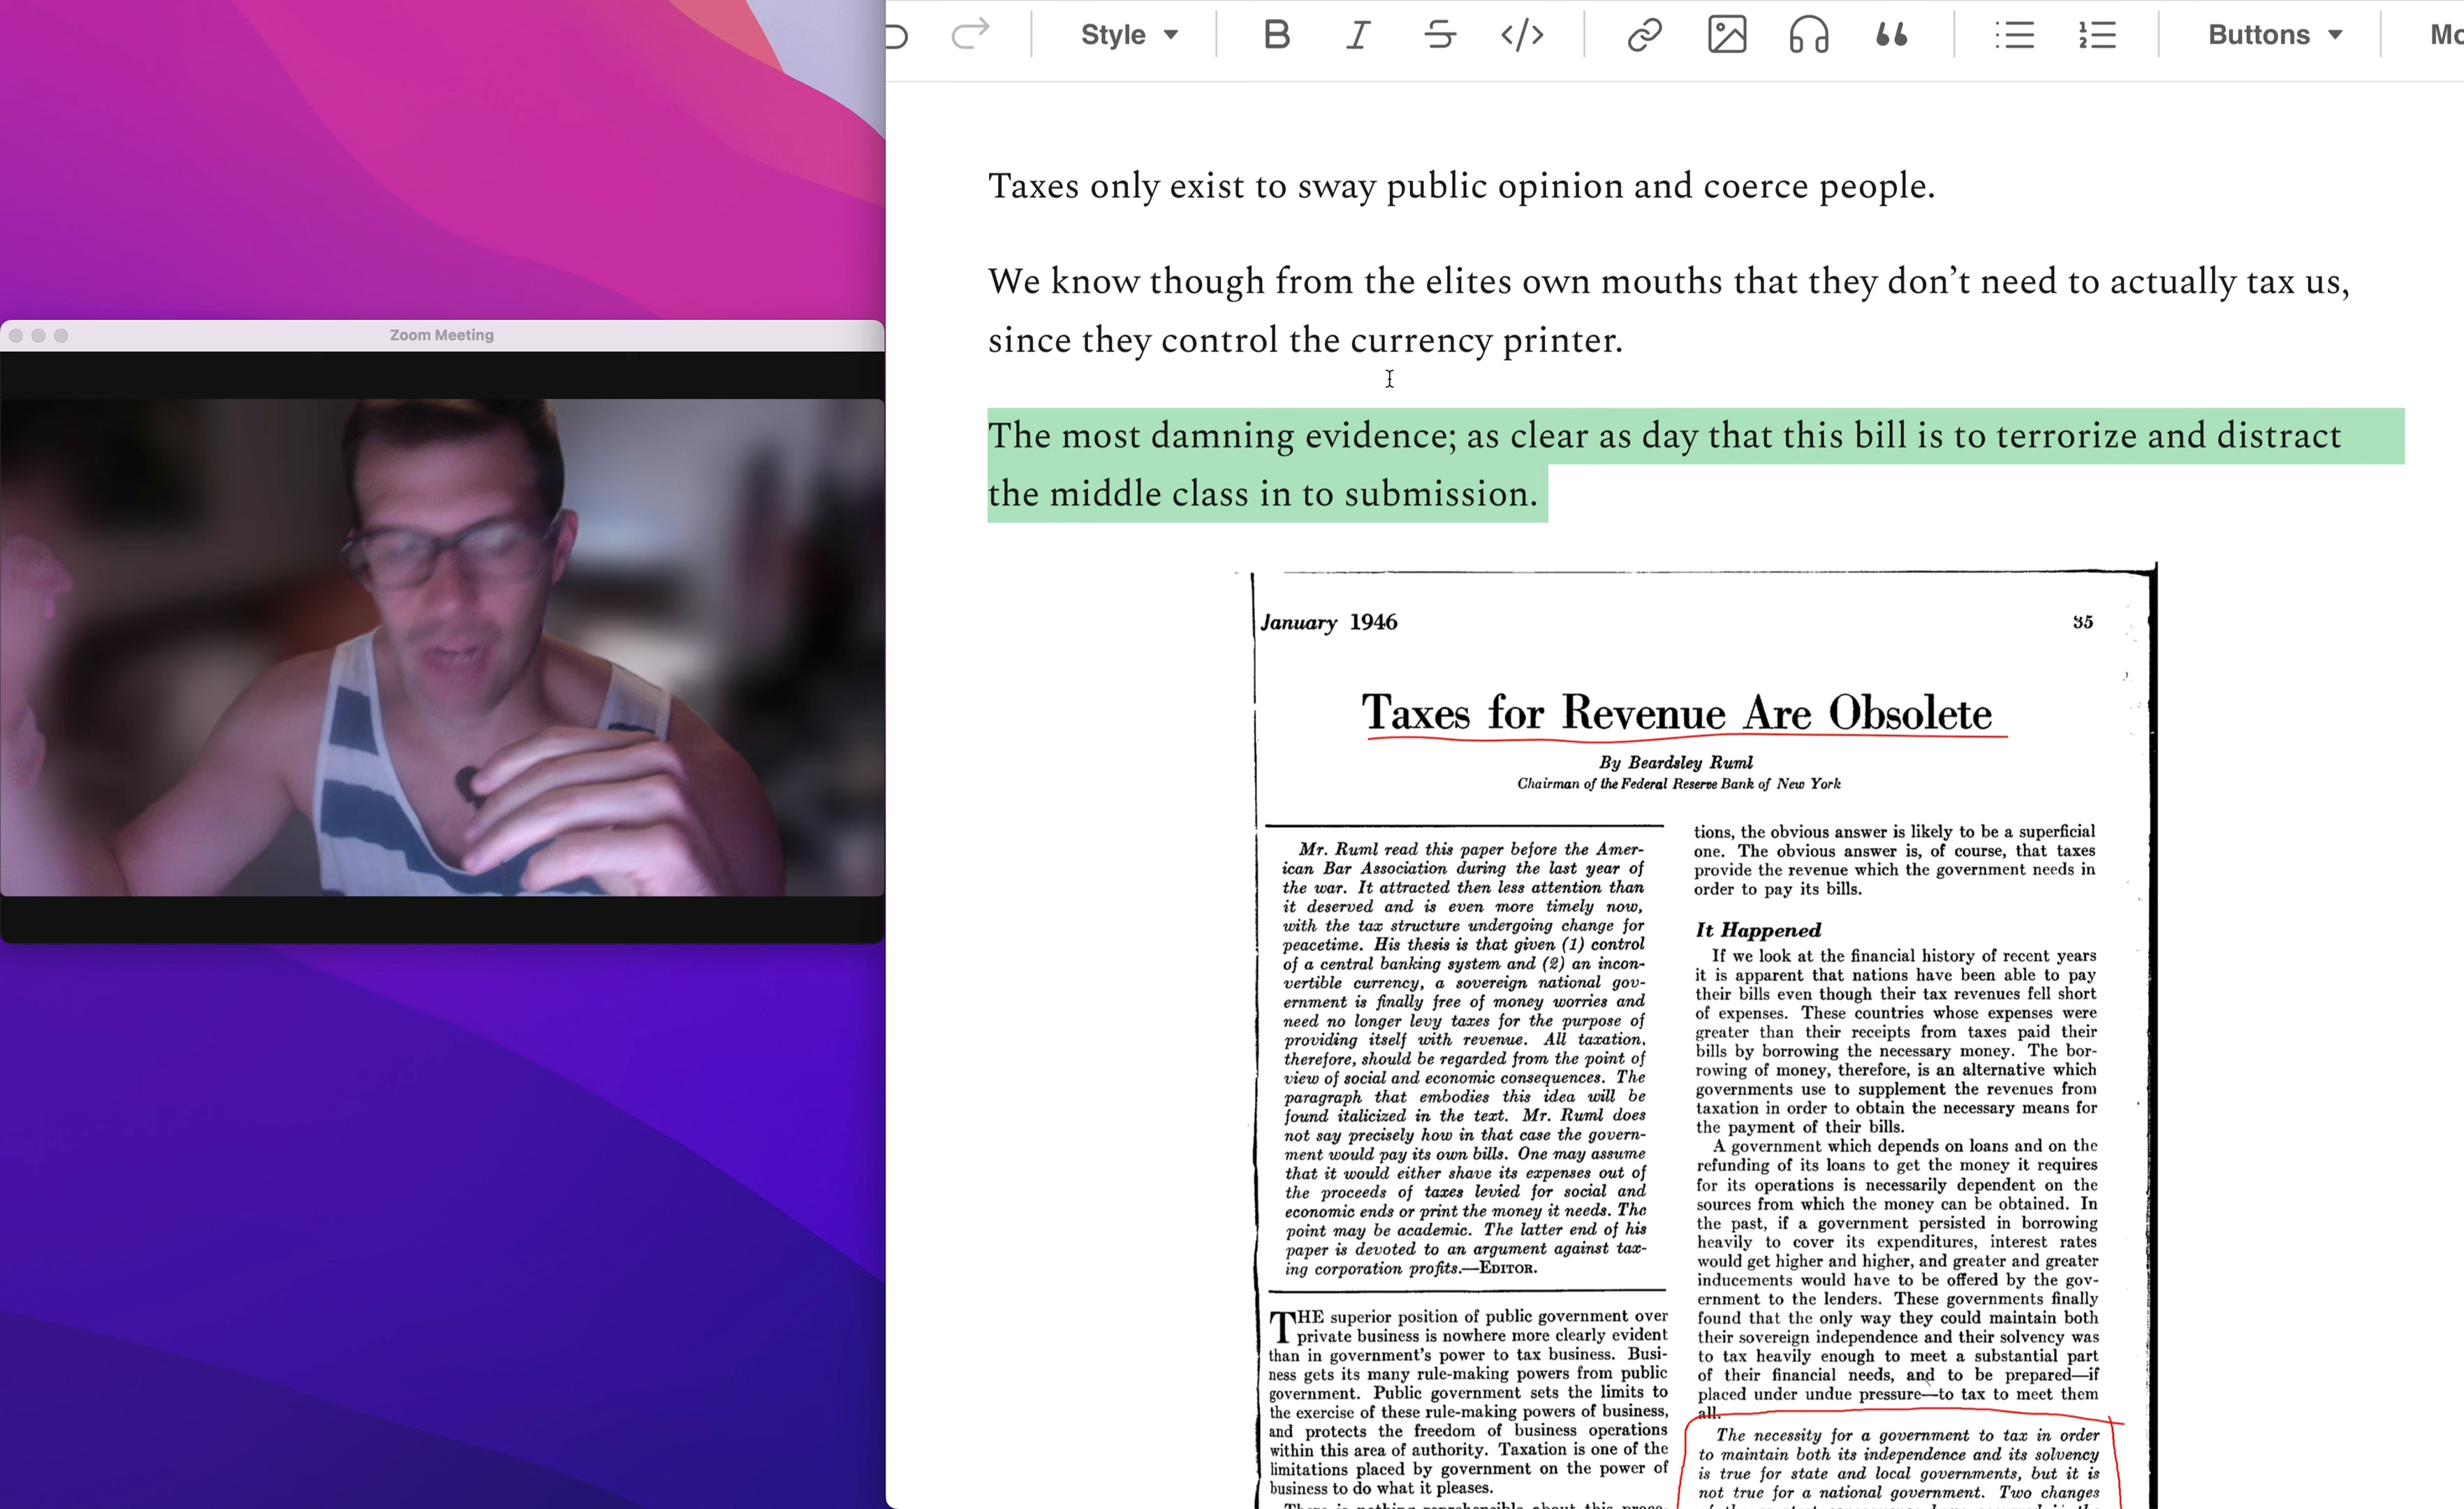 Style
Buttons
Zoom Meeting
Taxes only exist to sway public opinion and coerce people.
We know though from the elites own mouths that they don’t need to actually tax us,
since they control the currency printer.
The most damning evidence; as clear as day that this bill is to terrorize and distract
the middle class in to submission.
January 1946
35
Taxes for Revenue Are Obsolete
By Beardsley Ruml
Chairman of the Federal Reserve Bank of New York
Mr. Ruml read this paper before the Amer-
ican Bar Association during the last year of
the war. It attracted then less attention than
it deserved and is even more timely now,
with the tax structure undergoing change for
peacetime. His thesis is that given (1) control
of a central banking system and (2) an incon-
vertible currency, a sovereign national gov-
ernment is finally free of money worries and
need no longer levy taxes for the purpose of
providing itself with revenue. All taxation,
therefore, should be regarded from the point of
view of social and economic consequences. The
paragraph that embodies this idea will be
found italicized in the text. Mr. Ruml does
not say precisely how in that case the govern-
ment would pay its own bills. One may assume
that it would either shave its expenses out of
the proceeds of taxes levied for social and
economic ends or print the money it needs. The
point may be academic. The latter end of his
paper is devoted to an argument against tax-
ing corporation profits.—EDITOR.
THE superior position of public government over
private business is nowhere more clearly evident
than in government's power to tax business. Busi-
ness gets its many rule-making powers from public
government. Public government sets the limits to
the exercise of these rule-making powers of business,
and protects the freedom of business operations
within this area of authority. Taxation is one of the
limitations placed by government on the power of
business to do what it pleases.
tions, the obvious answer is likely to be a superficial
one. The obvious answer is, of course, that taxes
provide the revenue which the government needs in
order to pay its bills.
It Happened
If we look at the financial history of recent years
it is apparent that nations have been able to pay
their bills even though their tax revenues fell short
of expenses. These countries whose expenses were
greater than their receipts from taxes paid their
bills by borrowing the necessary money. The bor-
rowing of money, therefore, is an alternative which
governments use to supplement the revenues from
taxation in order to obtain the necessary means for
the payment of their bills.
A government which depends on loans and on the
refunding of its loans to get the money it requires
for its operations is necessarily dependent on the
sources from which the money can be obtained. In
the past, if a government persisted in borrowing
heavily to cover its expenditures, interest rates
would get higher and higher, and greater and greater
inducements would have to be offered by the gov-
ernment to the lenders. These governments finally
found that the only way they could maintain both
their sovereign independence and their solvency was
to tax heavily enough to meet a substantial part
of their financial needs, and to be prepared—if
placed under undue pressure—to tax to meet them
all.
The necessity for a government to tax in order
to maintain both its independence and its solvency
is true for state and local governments, but it is
not true for a national government. Two changes